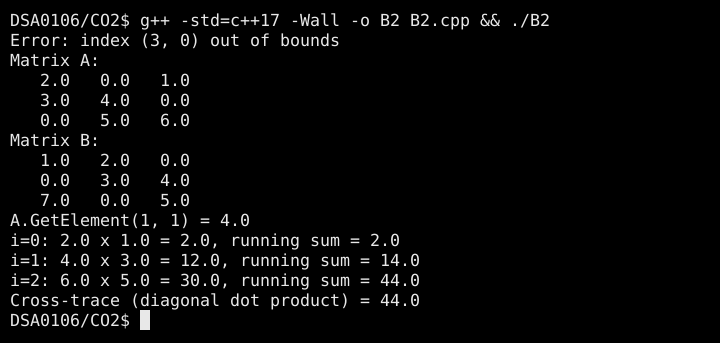 DSA0106/CO2$ g++ -std=c++17 -Wall -o B2 B2.cpp && ./B2
Error: index (3, 0) out of bounds
Matrix A:
   2.0   0.0   1.0
   3.0   4.0   0.0
   0.0   5.0   6.0
Matrix B:
   1.0   2.0   0.0
   0.0   3.0   4.0
   7.0   0.0   5.0
A.GetElement(1, 1) = 4.0
i=0: 2.0 x 1.0 = 2.0, running sum = 2.0
i=1: 4.0 x 3.0 = 12.0, running sum = 14.0
i=2: 6.0 x 5.0 = 30.0, running sum = 44.0
Cross-trace (diagonal dot product) = 44.0
DSA0106/CO2$